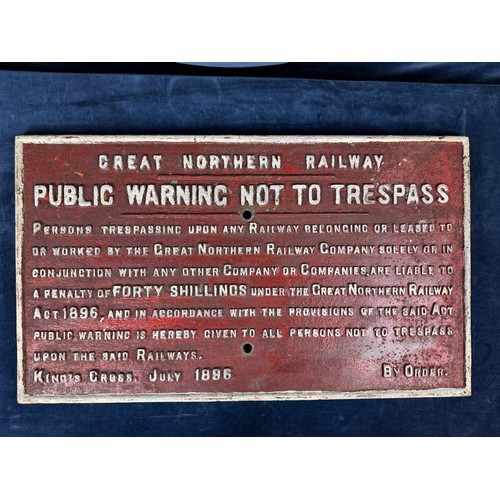 GREAT NORTHERN RAILWAY
PUBLIC WARNING NOT TO TRESPASS
PERSONS TRESPASSING UPON ANY RAILWAY BELONGING OR LEASED TO
OR WORKED BY THE GREAT NORTHERN RAILWAY COMPANY SOLELY OR IN
CONJUNCTION WITH ANY OTHER COMPANY OR COMPANIES, ARE LIABLE TO
A PENALTY OF FORTY SHILLINGS UNDER THE GREAT NORTHERN RAILWAY
ACT 1896, AND IN ACCORDANCE WITH THE PROVISIONS OF THE SAID ACT
PUBLIC WARNING IS HEREBY GIVEN TO ALL PERSONS NOT TO TRESPASS
UPON THE SAID RAILWAYS.
KING'S CROSS, JULY 1896 BY ORDER.